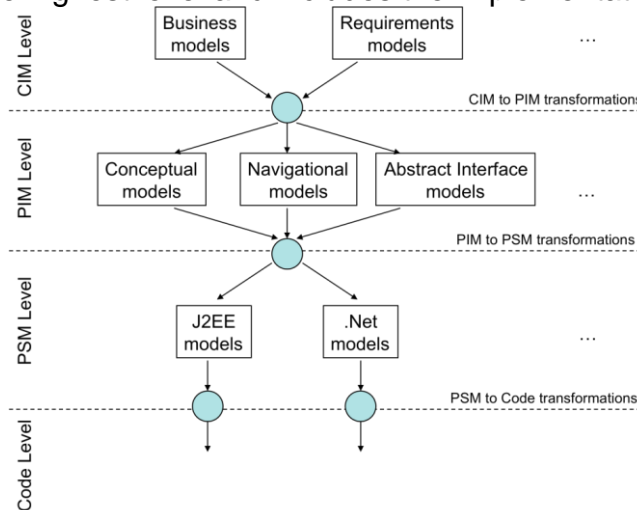 CIM Level
Business
models
Requirements
models
...
CIM to PIM transformations
PIM Level
Conceptual
models
Navigational
models
Abstract Interface
models
...
PIM to PSM transformations
PSM Level
J2EE
models
.Net
models
...
PSM to Code transformations
Code Level